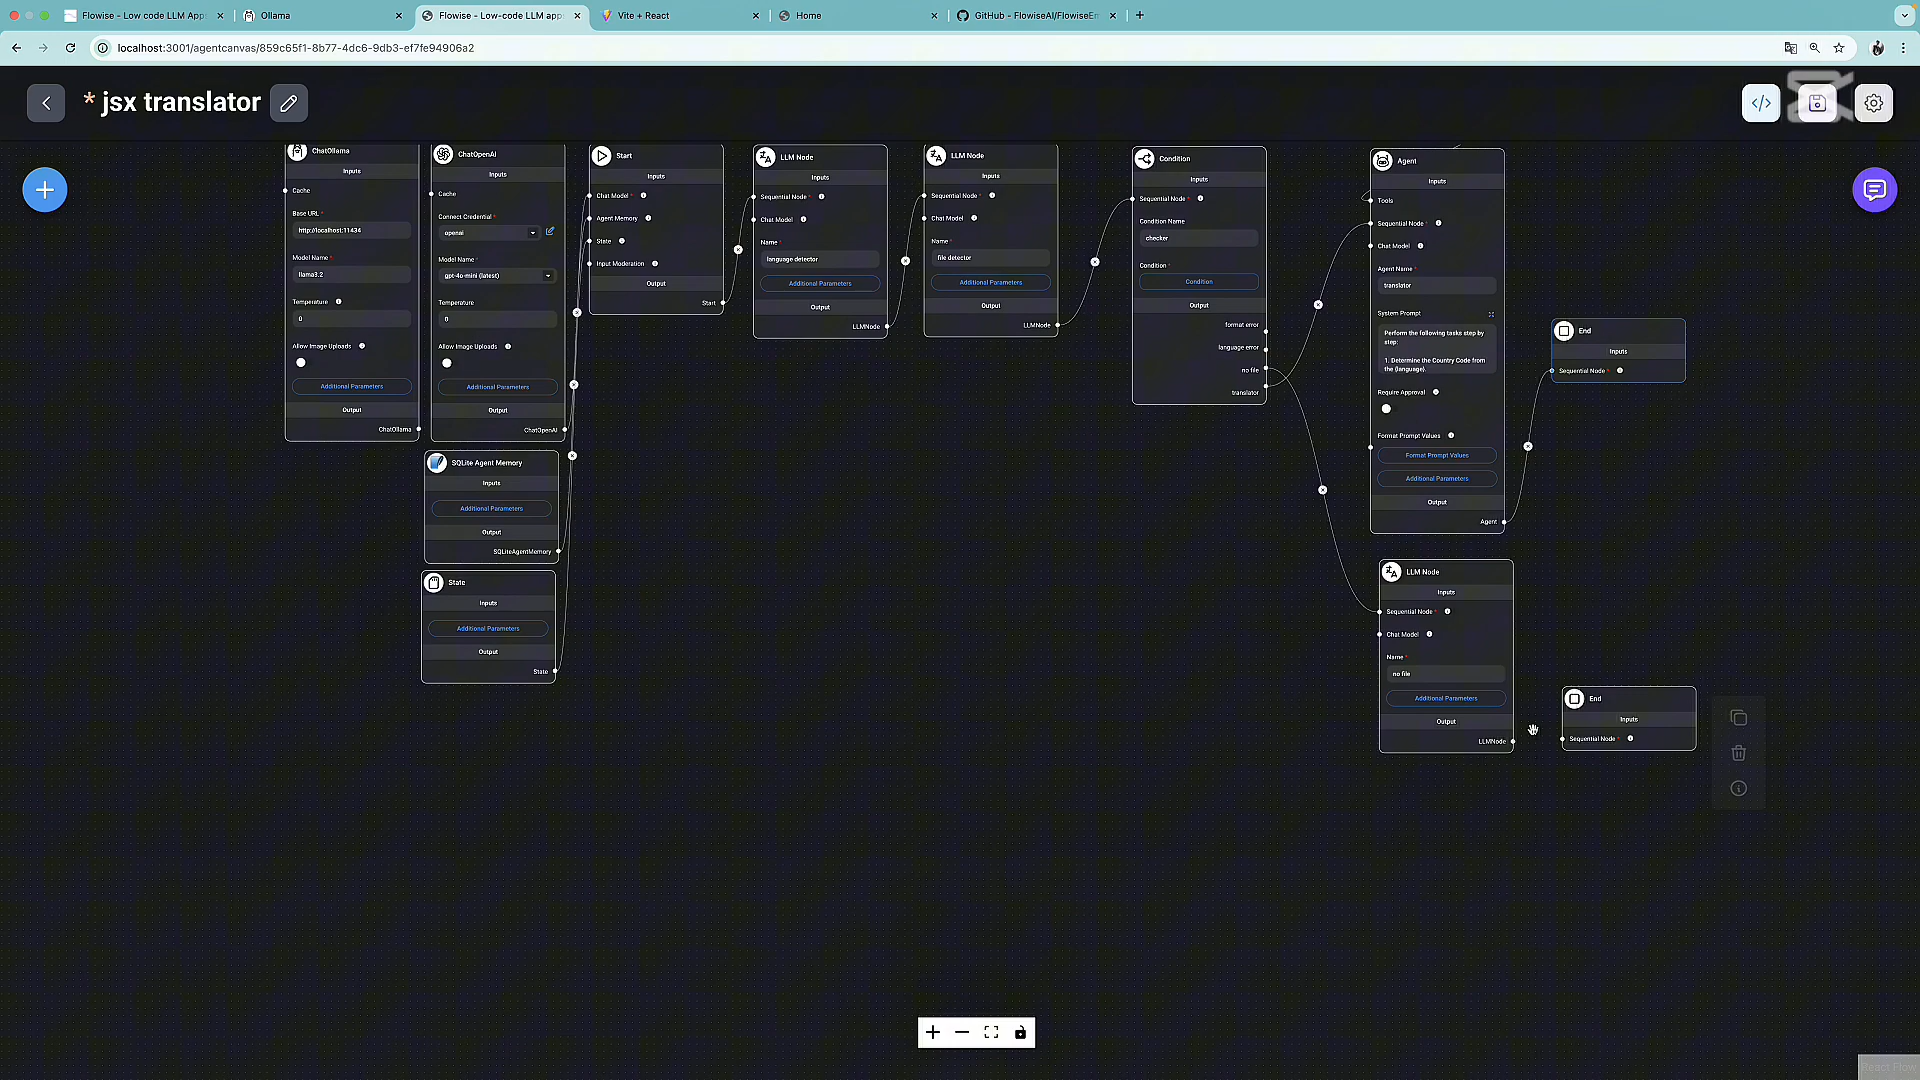 Flowise - Low code LLM Apps
Ollama
Flowise - Low-code LLM apps
Vite + React
Home
GitHub - FlowiseAI/FlowiseEm
localhost:3001/agentcanvas/859c65f1-8b77-4dc6-9db3-ef7fe94906a2
* jsx translator
ChatOllama
Inputs
Cache
Base URL *
http://localhost:11434
Model Name *
llama3.2
Temperature
0
Allow Image Uploads
Additional Parameters
Output
ChatOllama
ChatOpenAI
Inputs
Cache
Connect Credential *
openai
Model Name *
gpt-4o-mini (latest)
Temperature
0
Allow Image Uploads
Additional Parameters
Output
ChatOpenAI
SQLite Agent Memory
Inputs
Additional Parameters
Output
SQLiteAgentMemory
State
Inputs
Additional Parameters
Output
State
Start
Inputs
Chat Model *
Agent Memory
State
Input Moderation
Output
Start
LLM Node
Inputs
Sequential Node *
Chat Model
Name *
language detector
Additional Parameters
Output
LLMNode
LLM Node
Inputs
Sequential Node *
Chat Model
Name *
file detector
Additional Parameters
Output
LLMNode
Condition
Inputs
Sequential Node *
Condition Name
checker
Condition *
Condition
Output
format error
language error
no file
translator
Agent
Inputs
Tools
Sequential Node *
Chat Model
Agent Name *
translator
System Prompt
Perform the following tasks step by
step:
1. Determine the Country Code from
the {language}.
Require Approval
Format Prompt Values
Format Prompt Values
Additional Parameters
Output
Agent
End
Inputs
Sequential Node *
LLM Node
Inputs
Sequential Node *
Chat Model
Name *
no file
Additional Parameters
Output
LLMNode
End
Inputs
Sequential Node *
React Flow